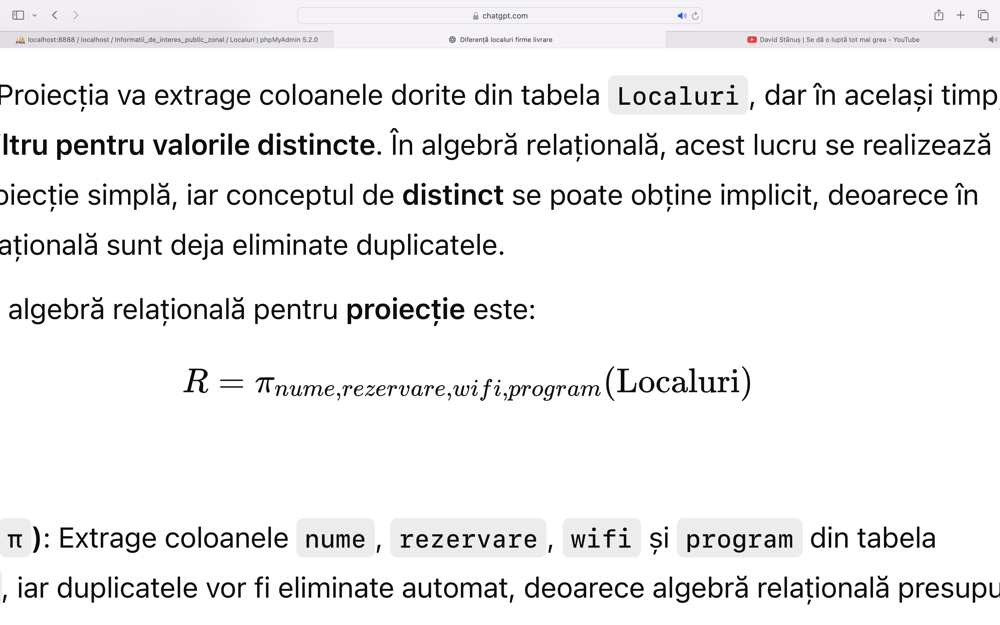 chatgpt.com
PMA localhost:8888 / localhost / Informatii_de_interes_public_zonal / Localuri | phpMyAdmin 5.2.0
Diferență localuri firme livrare
David Stănuș | Se dă o luptă tot mai grea - YouTube
Proiecția va extrage coloanele dorite din tabela Localuri, dar în același timp,
iltru pentru valorile distincte. În algebră relațională, acest lucru se realizează
oiecție simplă, iar conceptul de distinct se poate obține implicit, deoarece în
ațională sunt deja eliminate duplicatele.
algebră relațională pentru proiecție este:
R = π_{nume,rezervare,wifi,program}(Localuri)
π): Extrage coloanele nume, rezervare, wifi și program din tabela
, iar duplicatele vor fi eliminate automat, deoarece algebră relațională presupu